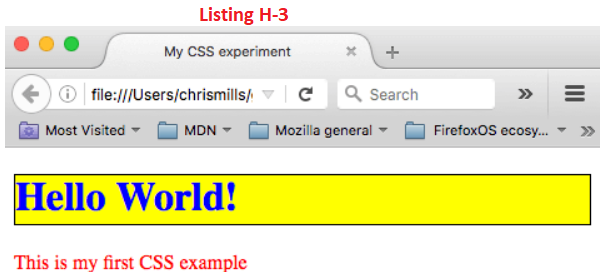 Listing H-3
My CSS experiment
file:///Users/chrismills/
Search
Most Visited MDN Mozilla general FirefoxOS ecosy...
Hello World!
This is my first CSS example